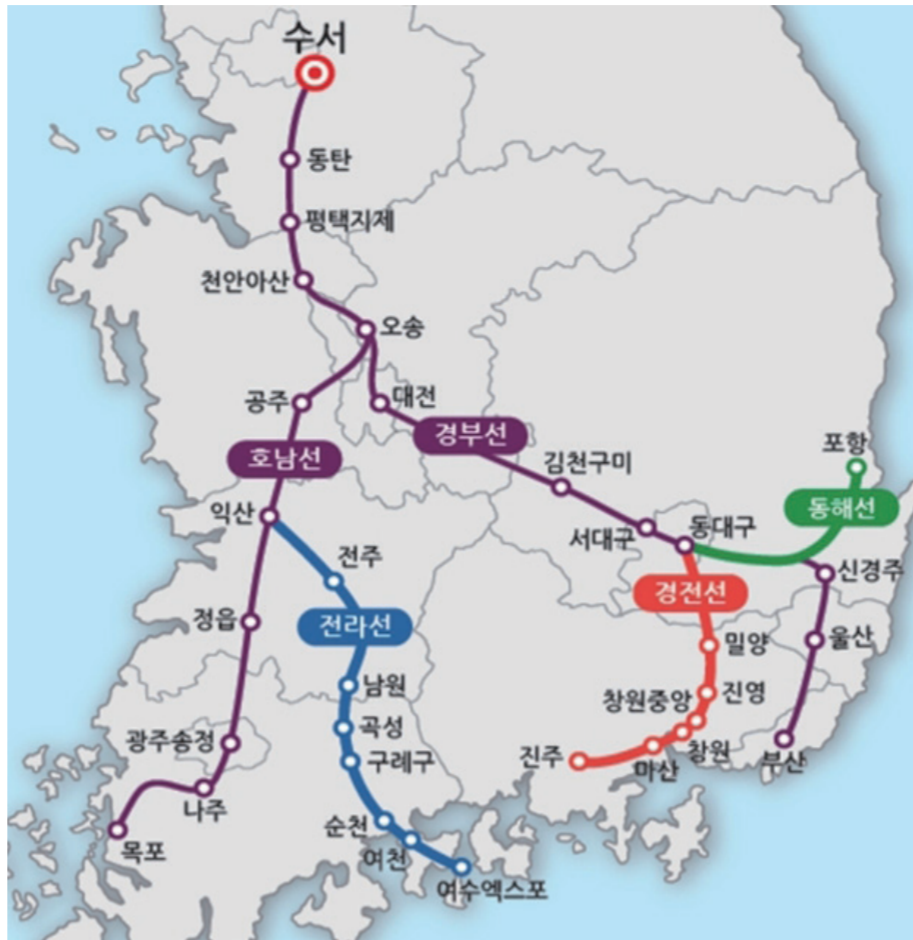 수서
동탄
평택지제
천안아산
오송
공주
대전
경부선
호남선
김천구미
포항
익산
서대구
동대구
동해선
전주
신경주
경전선
정읍
전라선
밀양
울산
남원
창원중앙
진영
곡성
광주송정
구례구
진주
마산
창원
부산
나주
순천
목포
여천
여수엑스포